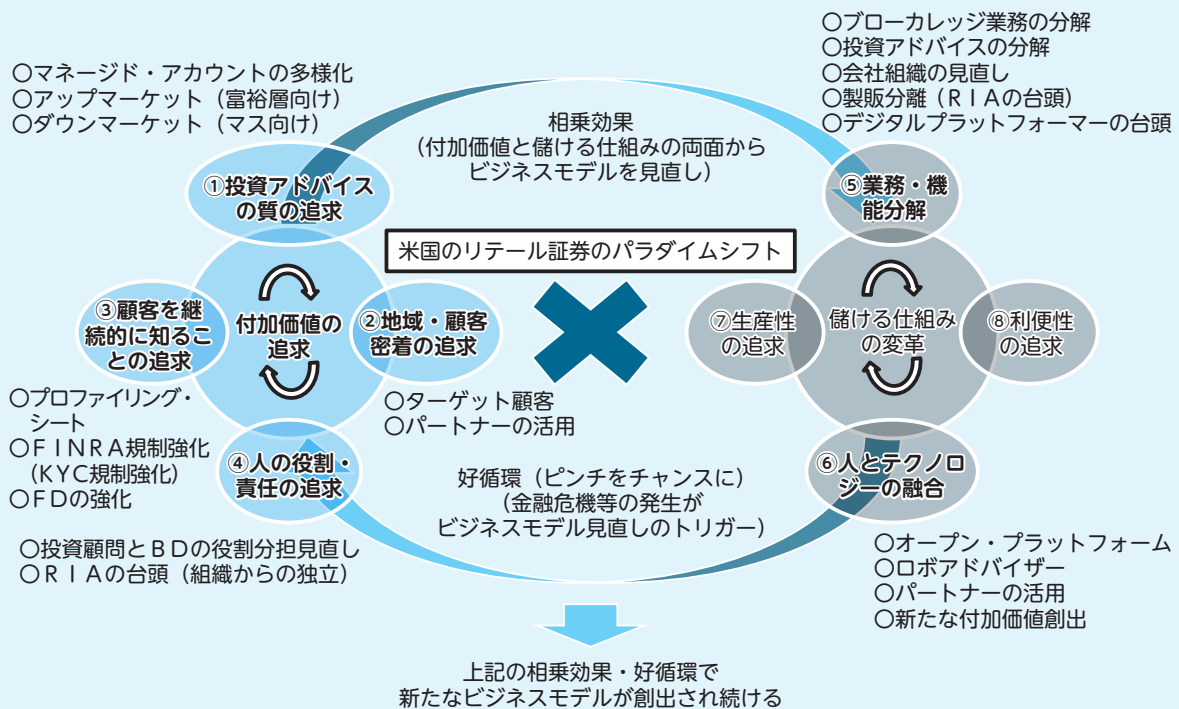 ○マネージド・アカウントの多様化
○アップマーケット（富裕層向け）
○ダウンマーケット（マス向け）
○ブローカレッジ業務の分解
○投資アドバイスの分解
○会社組織の見直し
○製販分離（ＲＩＡの台頭）
○デジタルプラットフォーマーの台頭
相乗効果
（付加価値と儲ける仕組みの両面から
ビジネスモデルを見直し）
①投資アドバイス
の質の追求
⑤業務・機
能分解
米国のリテール証券のパラダイムシフト
③顧客を継
続的に知るこ
との追求
付加価値の
追求
②地域・顧客
密着の追求
⑦生産性
の追求
儲ける仕組み
の変革
⑧利便性
の追求
○プロファイリング・
シート
○ＦＩＮＲＡ規制強化
（KYC規制強化）
○ＦＤの強化
○ターゲット顧客
○パートナーの活用
④人の役割・
責任の追求
⑥人とテクノロ
ジーの融合
好循環（ピンチをチャンスに）
（金融危機等の発生が
ビジネスモデル見直しのトリガー）
○投資顧問とＢＤの役割分担見直し
○ＲＩＡの台頭（組織からの独立）
○オープン・プラットフォーム
○ロボアドバイザー
○パートナーの活用
○新たな付加価値創出
上記の相乗効果・好循環で
新たなビジネスモデルが創出され続ける